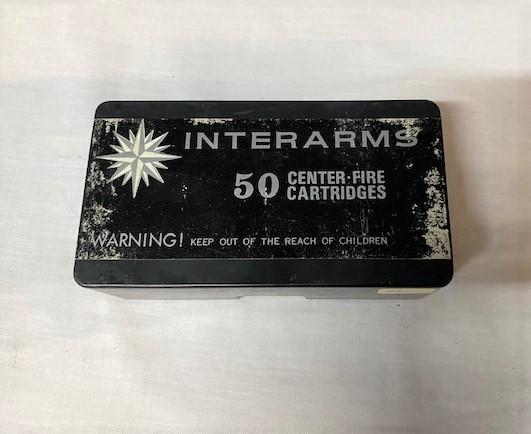 INTERARMS
50 CENTER-FIRE
CARTRIDGES
WARNING! KEEP OUT OF THE REACH OF CHILDREN